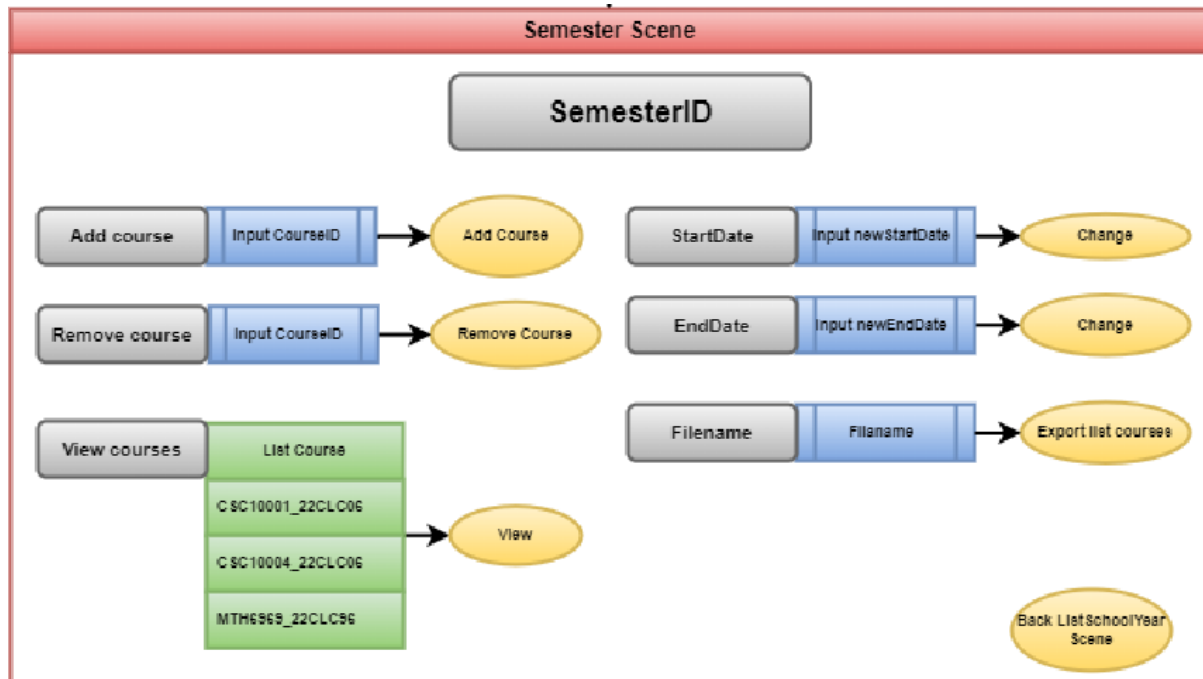 Semester Scene
SemesterID
Add course
Input CourseID
Add Course
StartDate
Input newStartDate
Change
Remove course
Input CourseID
Remove Course
EndDate
Input newEndDate
Change
View courses
List Course
CSC10001_22CLC06
CSC10004_22CLC06
MTH6969_22CLC96
View
Filename
Filename
Export list courses
Back ListSchoolYear
Scene